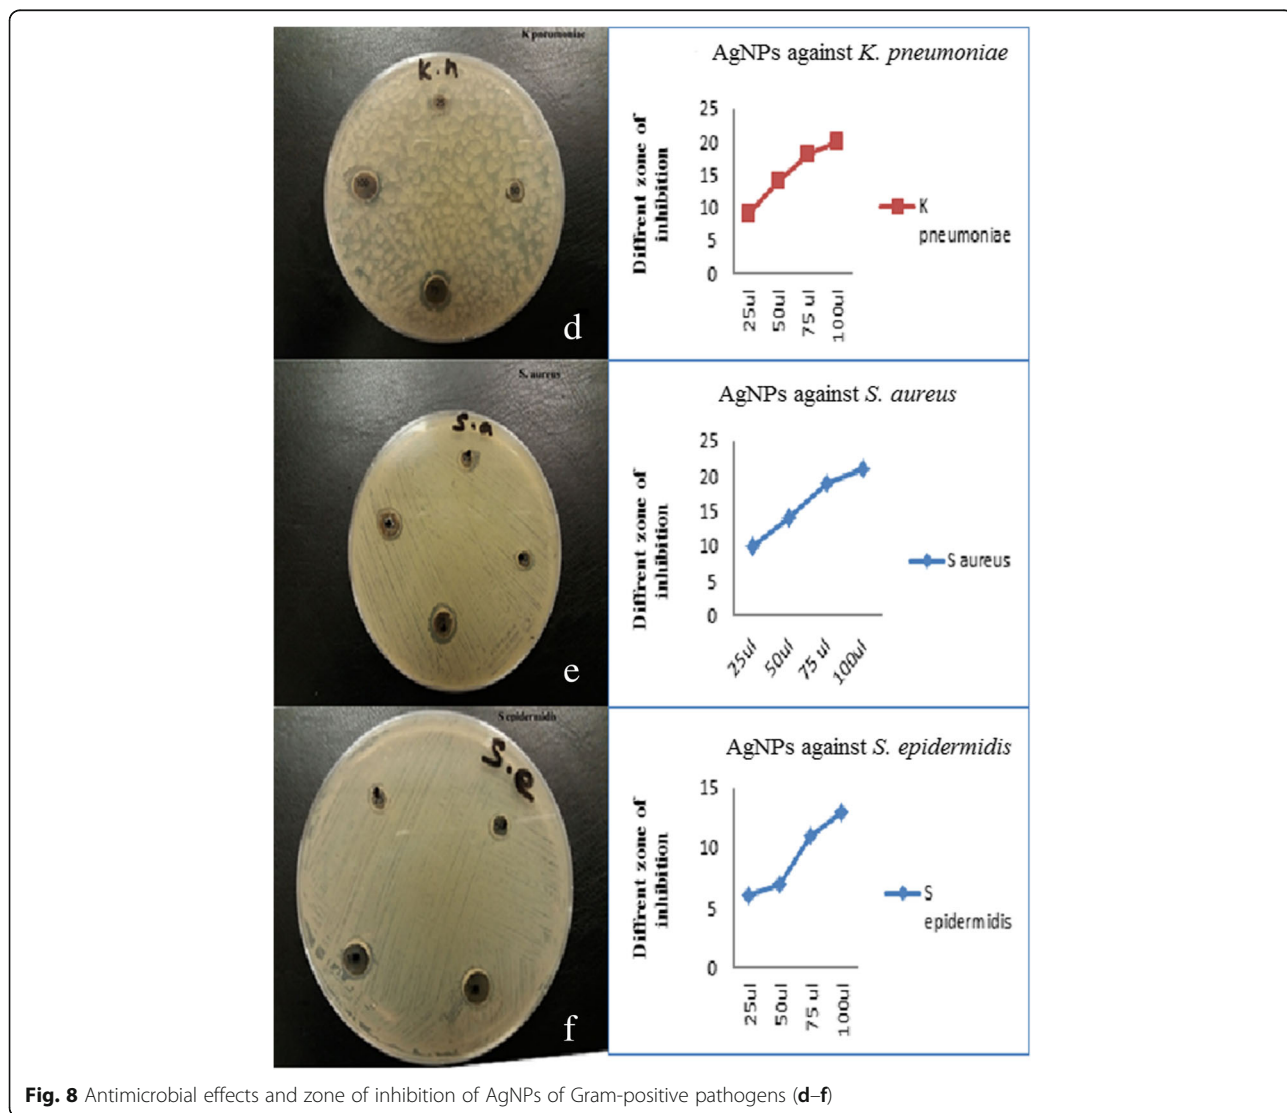 K pneumoniae
K.n
d
AgNPs against K. pneumoniae
Diffrent zone of
inhibition
25
20
15
10
5
0
25ul
50ul
75 ul
100ul
K
pneumoniae
S. aureus
S.a
e
AgNPs against S. aureus
Diffrent zone of
inhibition
25
20
15
10
5
0
25ul
50ul
75 ul
100ul
S aureus
S epidermidis
S.e
f
AgNPs against S. epidermidis
Diffrent zone of
inhibition
15
10
5
0
25ul
50ul
75 ul
100ul
S
epidermidis
Fig. 8 Antimicrobial effects and zone of inhibition of AgNPs of Gram-positive pathogens (d–f)